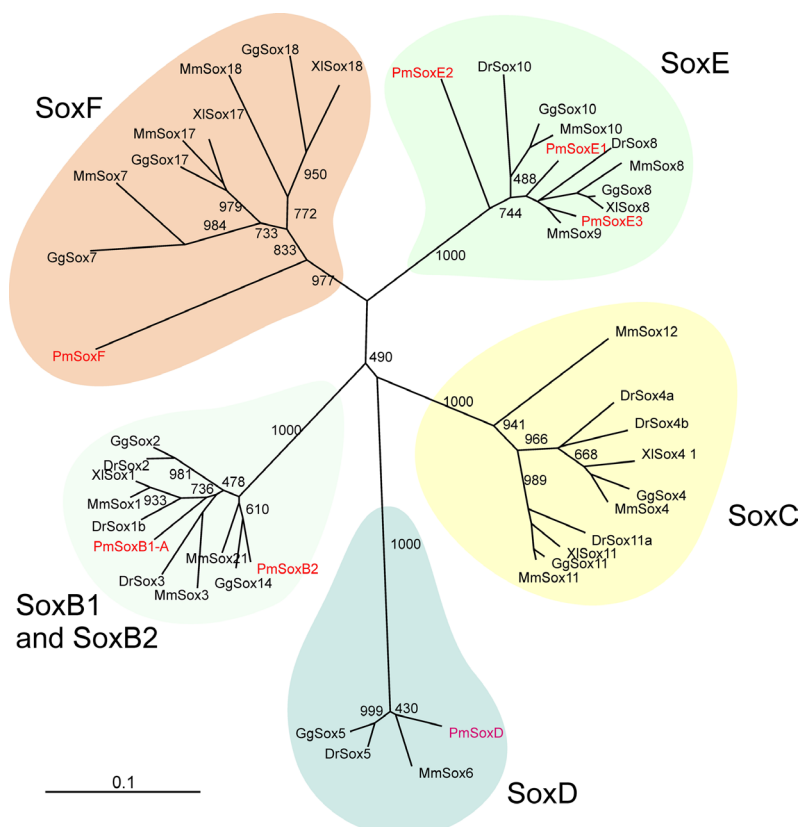 GgSox18
MmSox18
XlSox18
SoxF
XlSox17
MmSox17
GgSox17
MmSox7
950
979
772
984
733
833
GgSox7
977
PmSoxF
SoxE
PmSoxE2
DrSox10
GgSox10
MmSox10
PmSoxE1
DrSox8
MmSox8
488
GgSox8
XlSox8
PmSoxE3
744
MmSox9
1000
490
MmSox12
1000
941
DrSox4a
DrSox4b
966
668
XlSox4 1
989
GgSox4
MmSox4
SoxC
DrSox11a
XlSox11
GgSox11
MmSox11
1000
GgSox2
DrSox2
981
XlSox1
478
736
MmSox1
933
610
DrSox1b
PmSoxB1-A
MmSox21
PmSoxB2
DrSox3
GgSox14
MmSox3
SoxB1
and SoxB2
1000
999
430
GgSox5
PmSoxD
DrSox5
MmSox6
SoxD
0.1